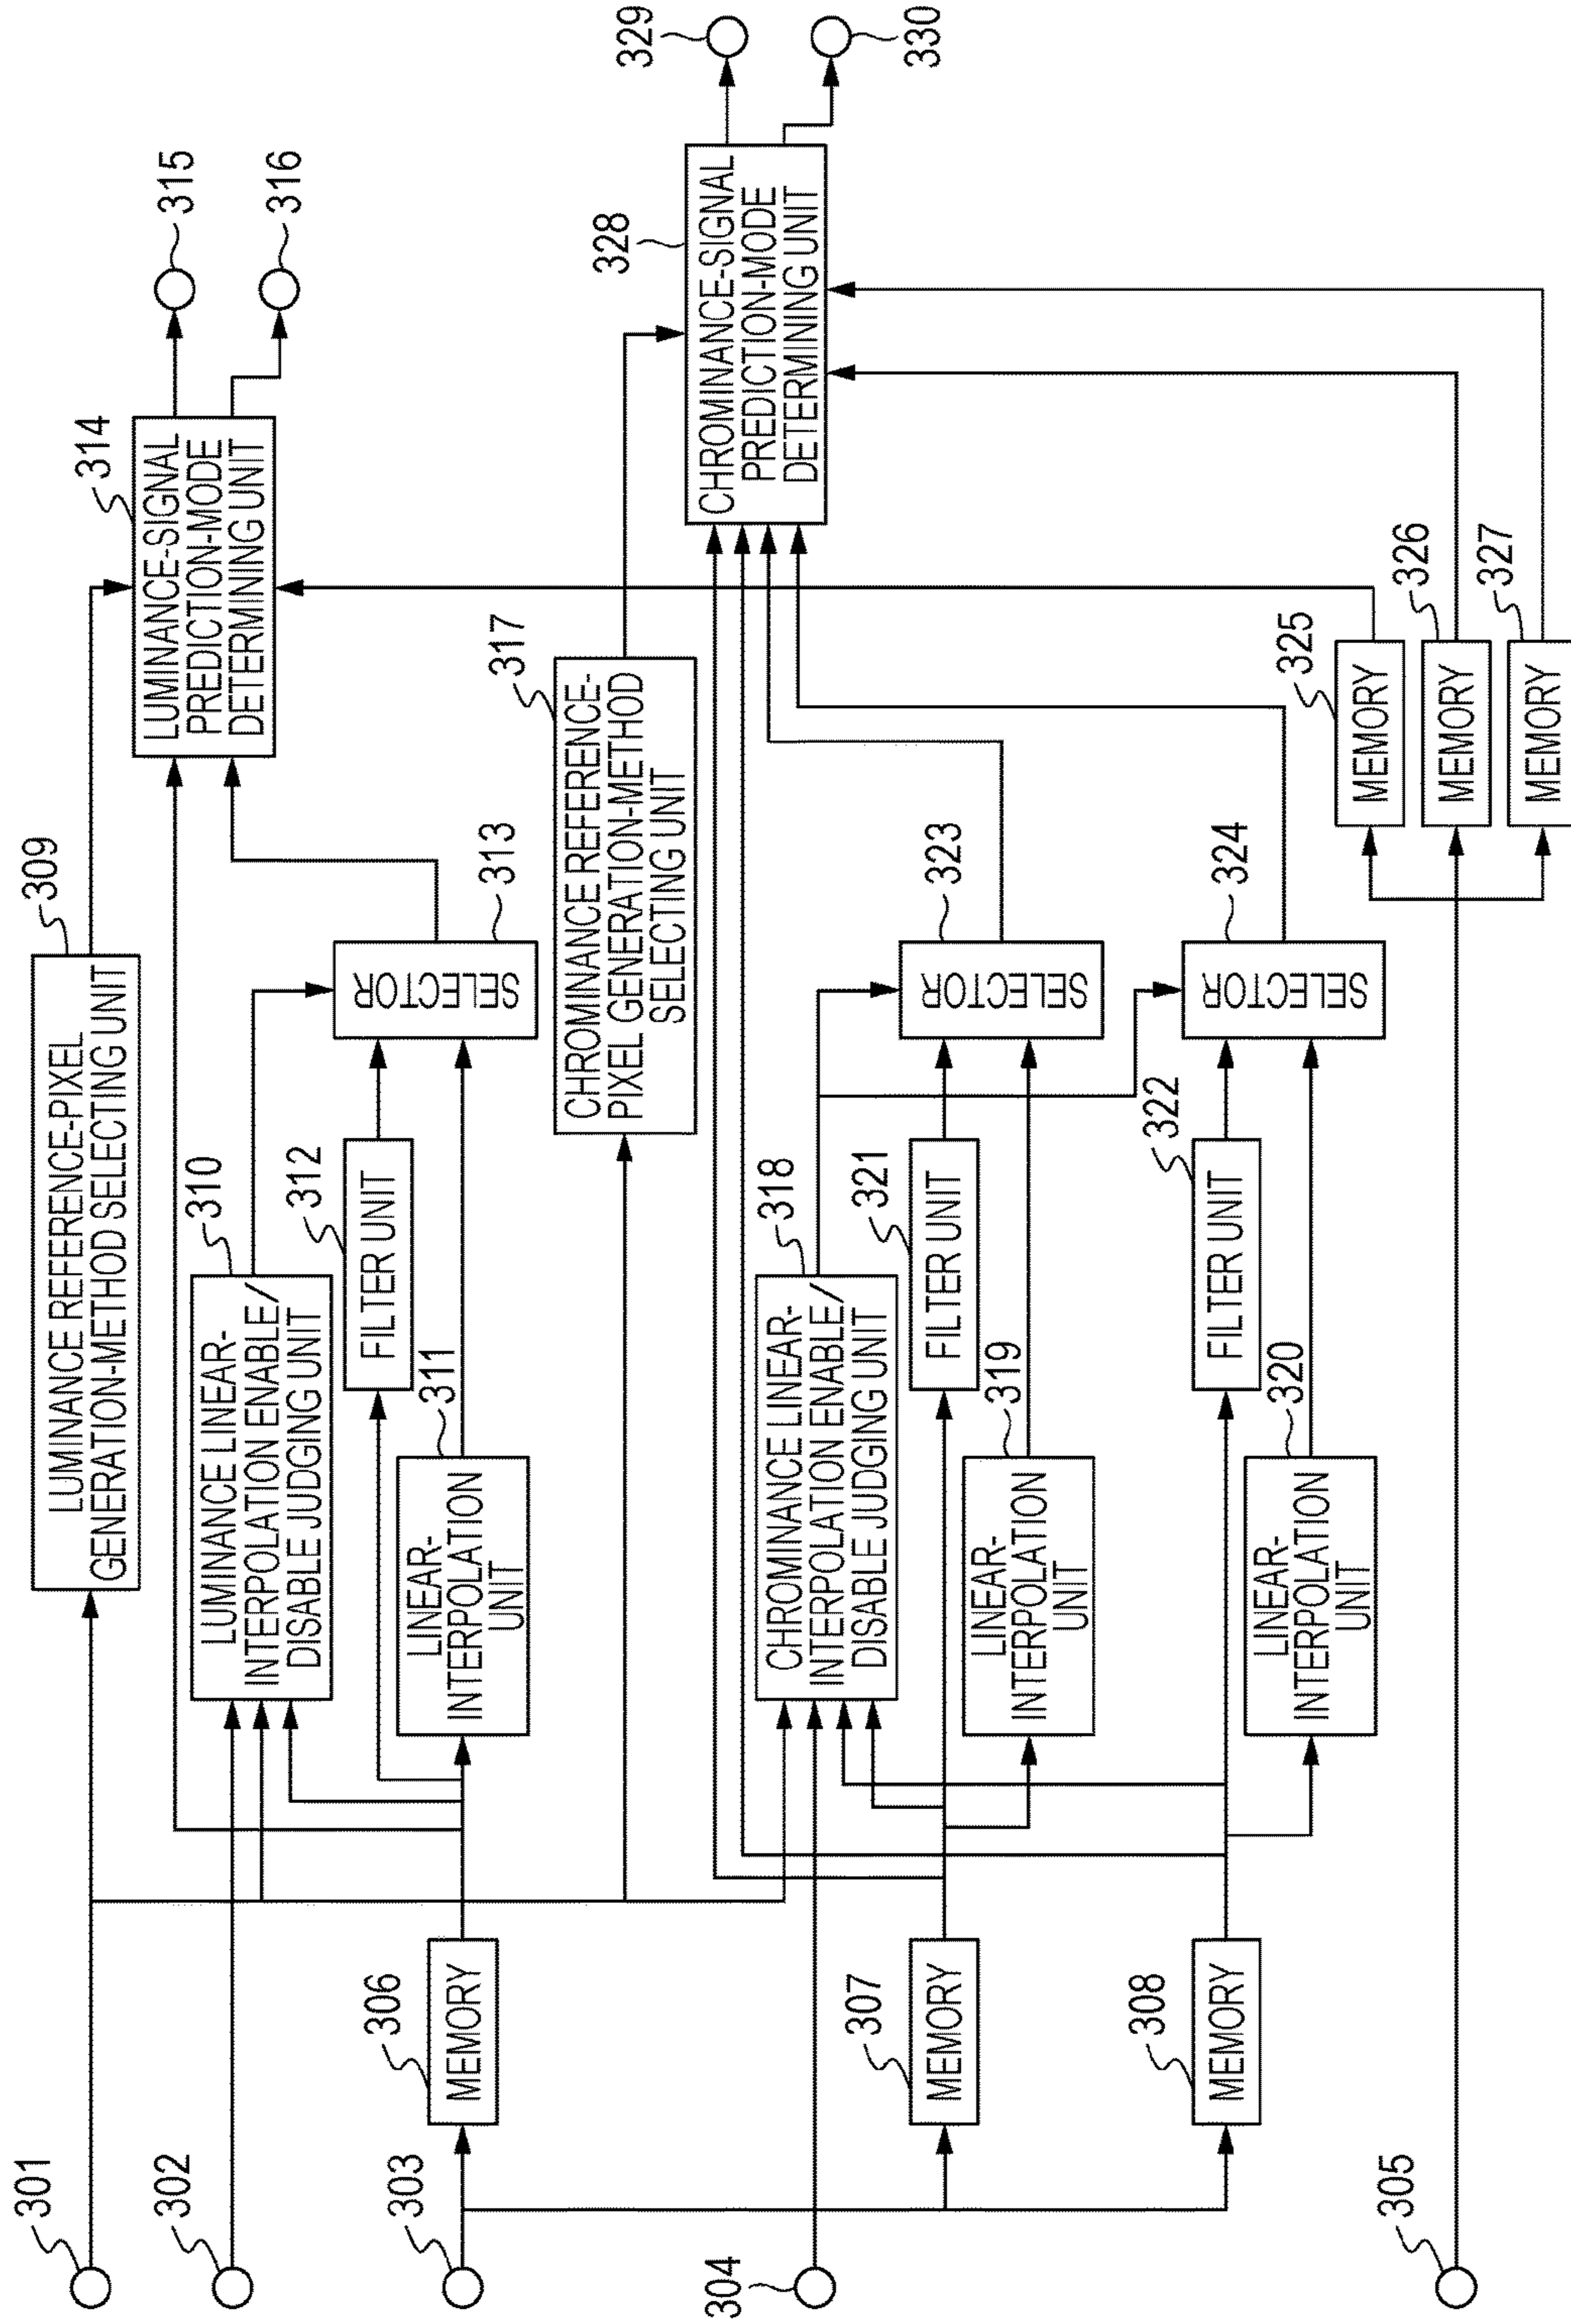 301
302
303
304
305
306
MEMORY
307
MEMORY
308
MEMORY
309
LUMINANCE REFERENCE-PIXEL
GENERATION-METHOD SELECTING UNIT
310
LUMINANCE LINEAR-
INTERPOLATION ENABLE/
DISABLE JUDGING UNIT
312
FILTER UNIT
311
LINEAR-
INTERPOLATION
UNIT
313
SELECTOR
314
LUMINANCE-SIGNAL
PREDICTION-MODE
DETERMINING UNIT
315
316
317
CHROMINANCE REFERENCE-
PIXEL GENERATION-METHOD
SELECTING UNIT
318
CHROMINANCE LINEAR-
INTERPOLATION ENABLE/
DISABLE JUDGING UNIT
321
FILTER UNIT
319
LINEAR-
INTERPOLATION
UNIT
322
FILTER UNIT
320
LINEAR-
INTERPOLATION
UNIT
323
SELECTOR
324
SELECTOR
325
MEMORY
326
MEMORY
327
MEMORY
328
CHROMINANCE-SIGNAL
PREDICTION-MODE
DETERMINING UNIT
329
330